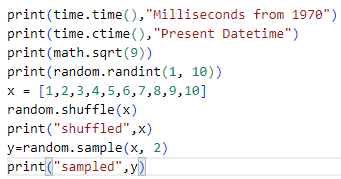 print(time.time(),"Milliseconds from 1970")
print(time.ctime(),"Present Datetime")
print(math.sqrt(9))
print(random.randint(1, 10))
x = [1,2,3,4,5,6,7,8,9,10]
random.shuffle(x)
print("shuffled",x)
y=random.sample(x, 2)
print("sampled",y)